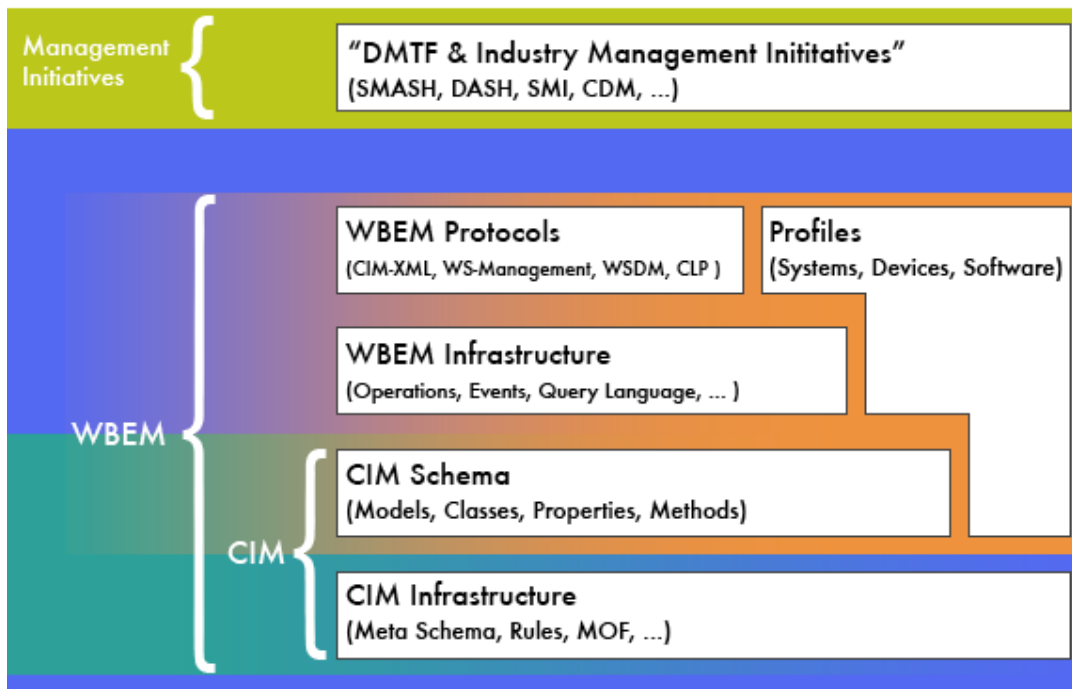 Management
Initiatives
“DMTF & Industry Management Inititatives”
(SMASH, DASH, SMI, CDM, ...)
WBEM Protocols
(CIM-XML, WS-Management, WSDM, CLP )
Profiles
(Systems, Devices, Software)
WBEM Infrastructure
(Operations, Events, Query Language, ... )
WBEM
CIM Schema
(Models, Classes, Properties, Methods)
CIM
CIM Infrastructure
(Meta Schema, Rules, MOF, ...)